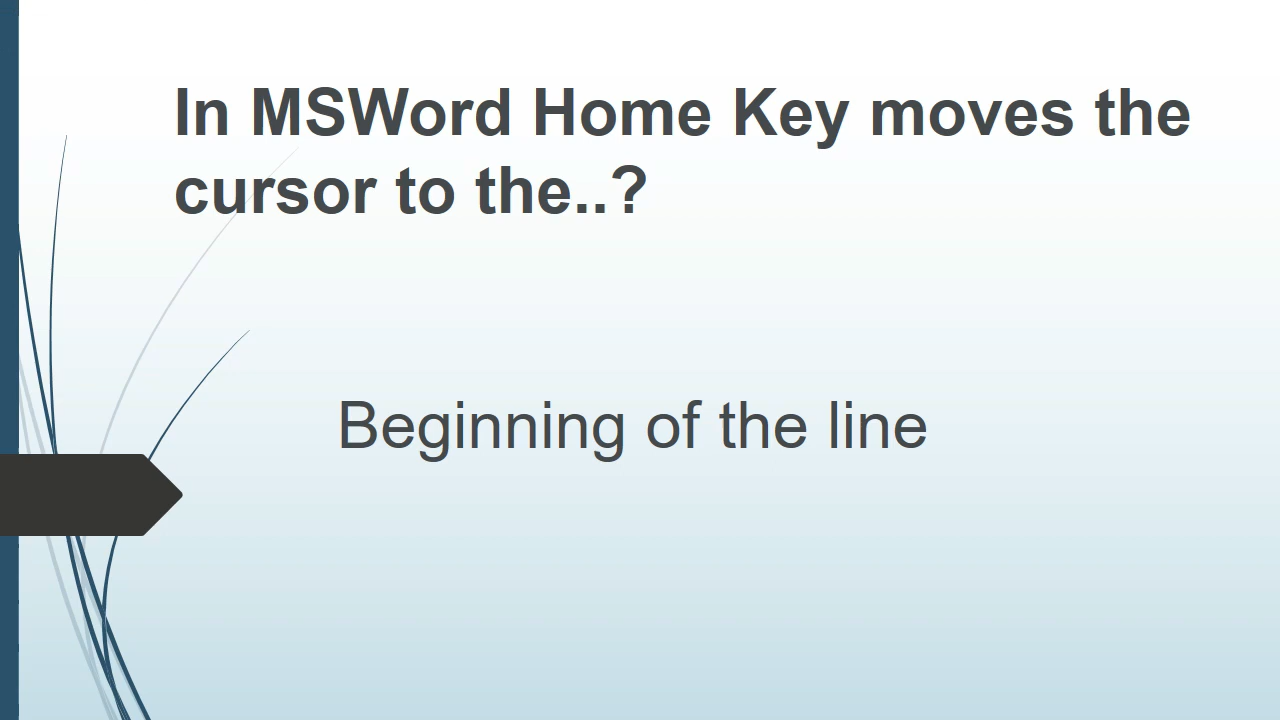 In MSWord Home Key moves the
cursor to the..?
Beginning of the line